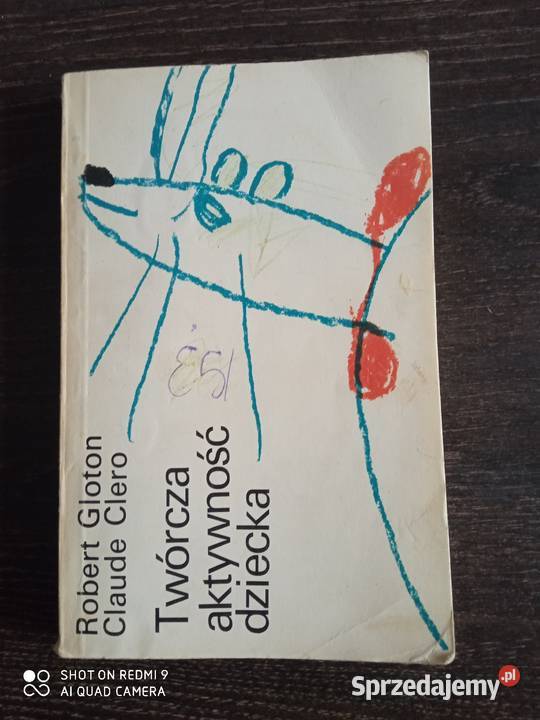 Robert Gloton
Claude Clero
Twórcza
aktywność
dziecka
SHOT ON REDMI 9
AI QUAD CAMERA
Sprzedajemy.pl